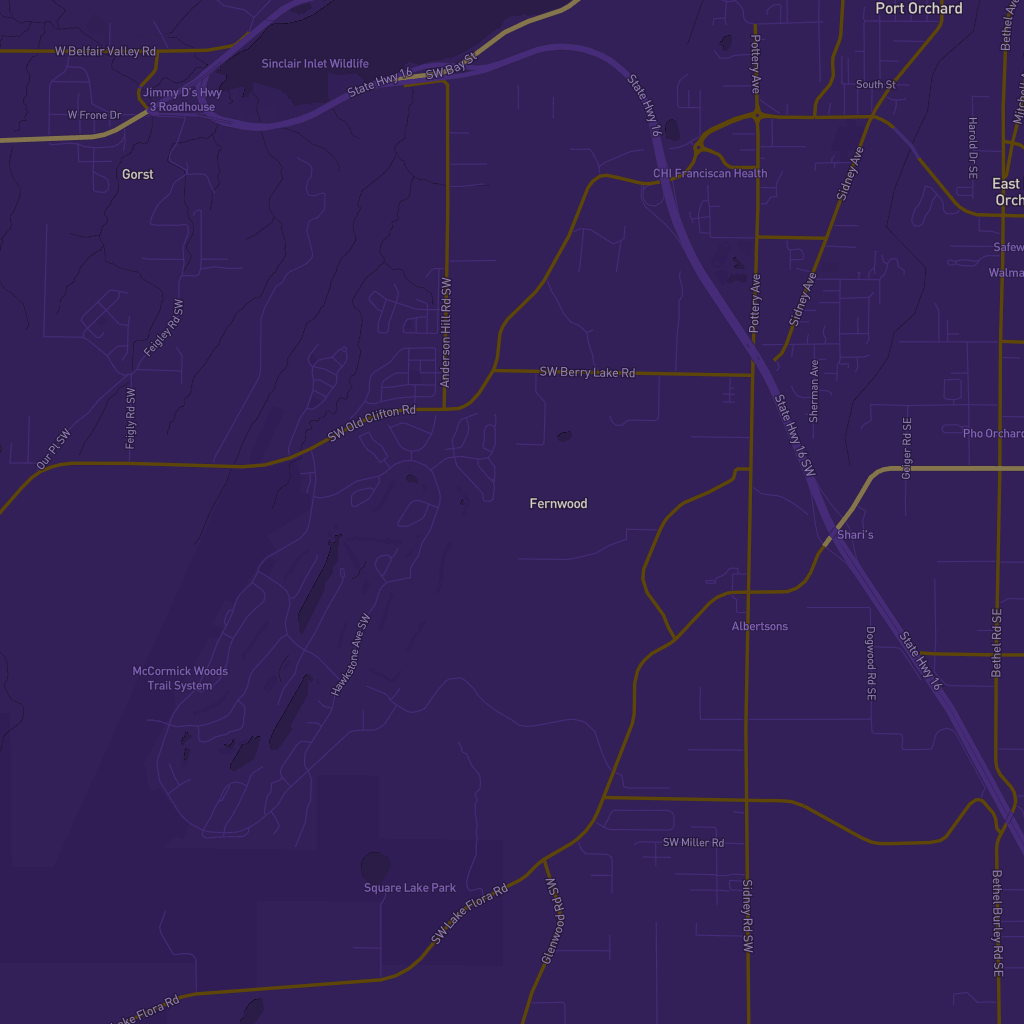 Port Orchard
Bethel Ave
W Belfair Valley Rd
Sinclair Inlet Wildlife
State Hwy 16
SW Bay St
State Hwy 16
Pottery Ave
South St
Jimmy D's Hwy
3 Roadhouse
W Frone Dr
Harold Dr SE
Gorst
CHI Franciscan Health
Sidney Ave
East
Orch
Safew
Walma
Feigley Rd SW
Anderson Hill Rd SW
Pottery Ave
Sidney Ave
SW Berry Lake Rd
Sherman Ave
Feigly Rd SW
Our Pl SW
SW Old Clifton Rd
State Hwy 16 SW
Geiger Rd SE
Pho Orchard
Fernwood
Shari's
Albertsons
Hawkstone Ave SW
McCormick Woods
Trail System
Dogwood Rd SE
State Hwy 16
Bethel Rd SE
SW Miller Rd
Square Lake Park
SW Lake Flora Rd
Glenwood Rd SW
Sidney Rd SW
Bethel Burley Rd SE
Lake Flora Rd